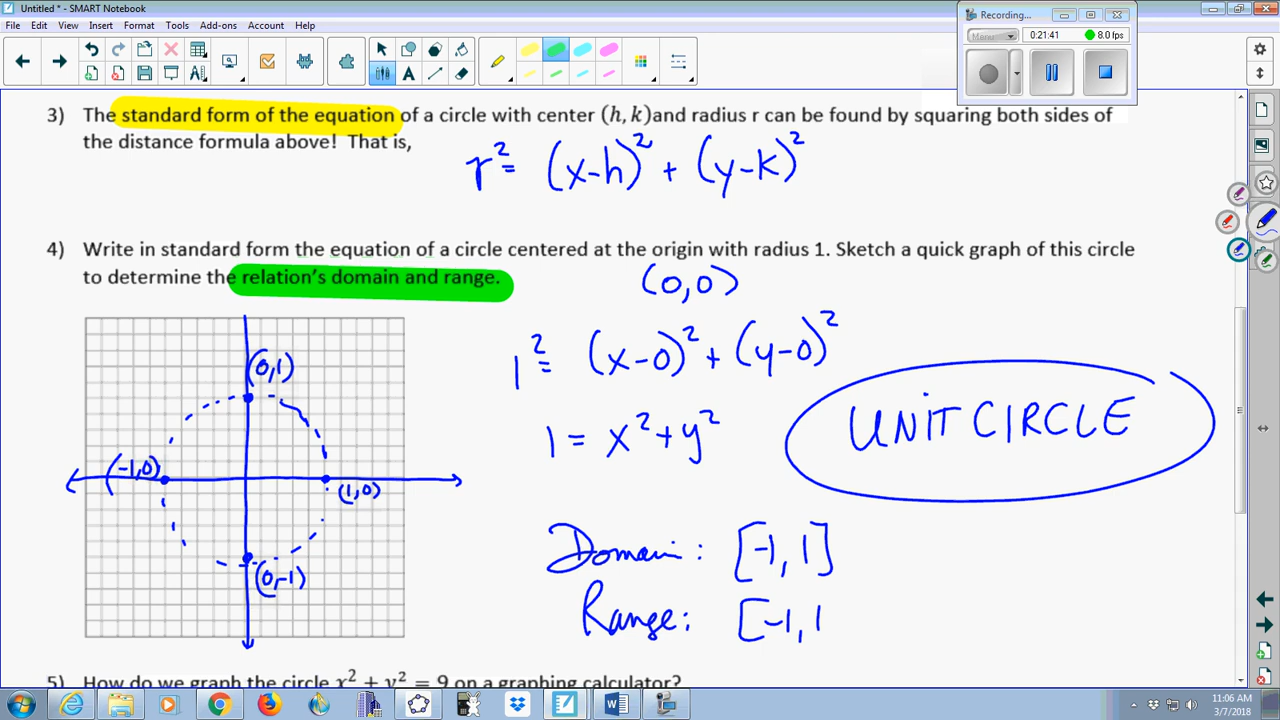 Untitled * - SMART Notebook
File Edit View Insert Format Tools Add-ons Account Help
Recording...
Menu
0:21:41
8.0 fps
3) The standard form of the equation of a circle with center (h, k)and radius r can be found by squaring both sides of
the distance formula above! That is,
r² = (x-h)² + (y-k)²
4) Write in standard form the equation of a circle centered at the origin with radius 1. Sketch a quick graph of this circle
to determine the relation's domain and range.
(0,0)
1² = (x-0)² + (y-0)²
(0,1)
1 = x² + y²
UNIT CIRCLE
(-1,0)
(1,0)
Domain: [-1, 1]
(0,-1)
Range: [-1, 1
5) How do we graph the circle x² + y² = 9 on a graphing calculator?
11:06 AM
3/7/2018